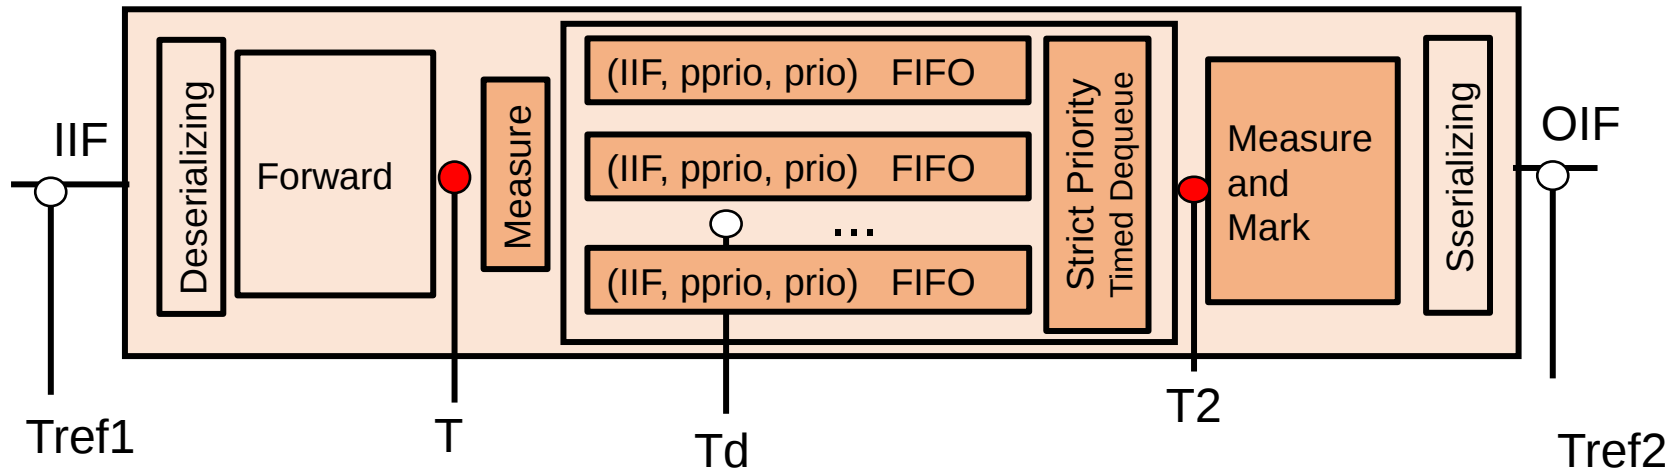 IIF
Deserializing
Forward
Measure
(IIF, pprio, prio) FIFO
(IIF, pprio, prio) FIFO
...
(IIF, pprio, prio) FIFO
Strict Priority
Timed Dequeue
Measure
and
Mark
Sserializing
OIF
Tref1
T
Td
T2
Tref2